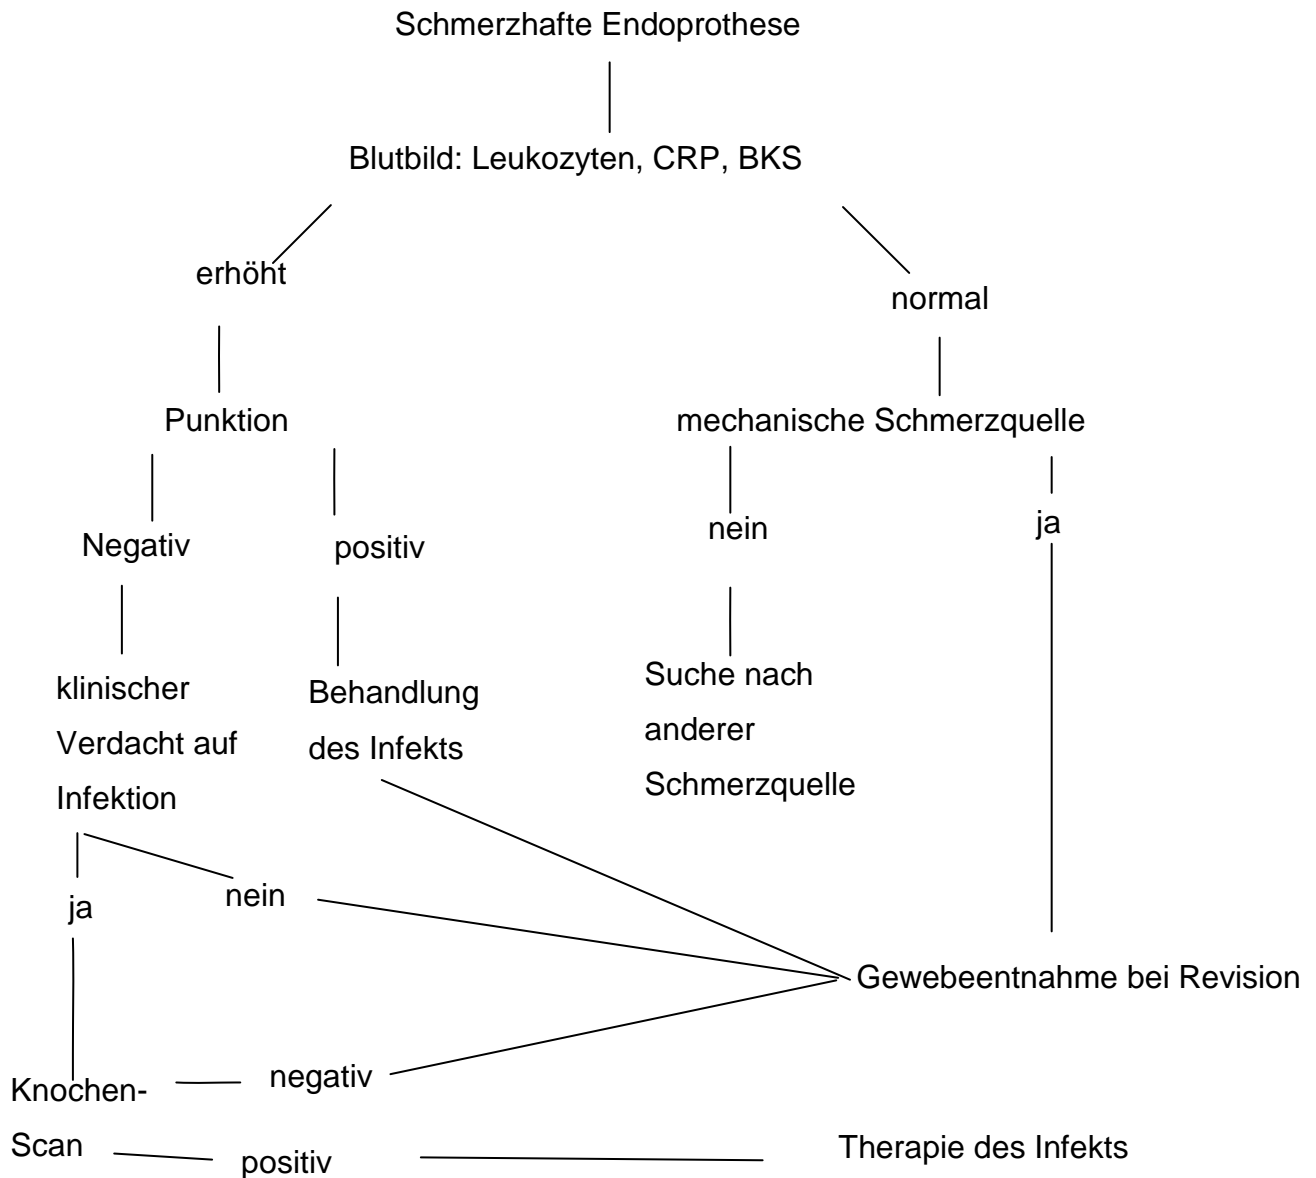 Schmerzhafte Endoprothese
Blutbild: Leukozyten, CRP, BKS
erhöht
normal
Punktion
mechanische Schmerzquelle
Negativ
positiv
nein
ja
klinischer
Verdacht auf
Infektion
Behandlung
des Infekts
Suche nach
anderer
Schmerzquelle
ja
nein
Gewebeentnahme bei Revision
Knochen-
Scan
negativ
positiv
Therapie des Infekts